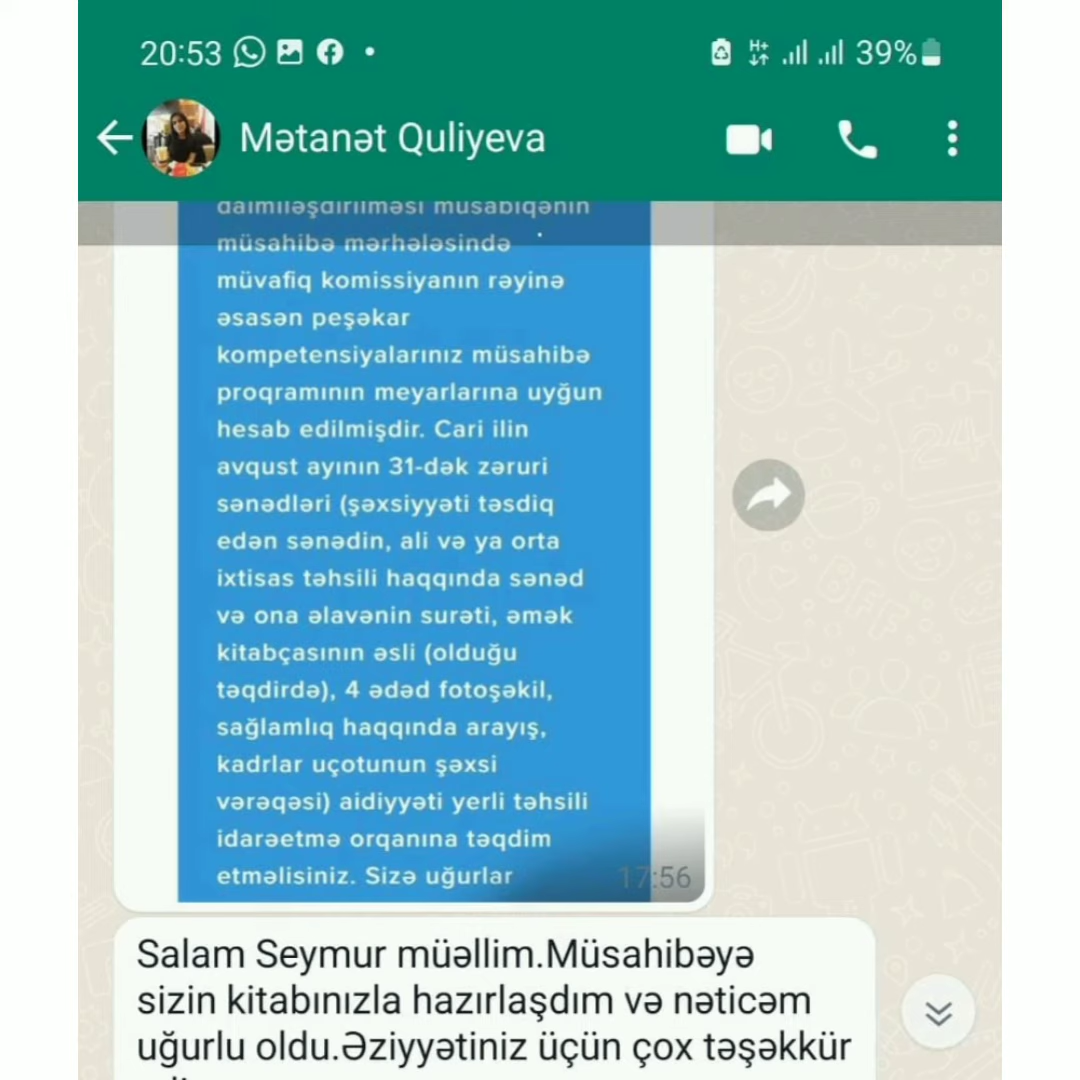 20:53
H+ 39%
Mətanət Quliyeva
daimiləşdirilməsi müsabiqənin
müsahibə mərhələsində
müvafiq komissiyanın rəyinə
əsasən peşəkar
kompetensiyalarınız müsahibə
proqramının meyarlarına uyğun
hesab edilmişdir. Cari ilin
avqust ayının 31-dək zəruri
sənədləri (şəxsiyyəti təsdiq
edən sənədin, ali və ya orta
ixtisas təhsili haqqında sənəd
və ona əlavənin surəti, əmək
kitabçasının əsli (olduğu
təqdirdə), 4 ədəd fotoşəkil,
sağlamlıq haqqında arayış,
kadrlar uçotunun şəxsi
vərəqəsi) aidiyyəti yerli təhsili
idarəetmə orqanına təqdim
etməlisiniz. Sizə uğurlar
17:56
Salam Seymur müəllim.Müsahibəyə
sizin kitabınızla hazırlaşdım və nəticəm
uğurlu oldu.Əziyyətiniz üçün çox təşəkkür